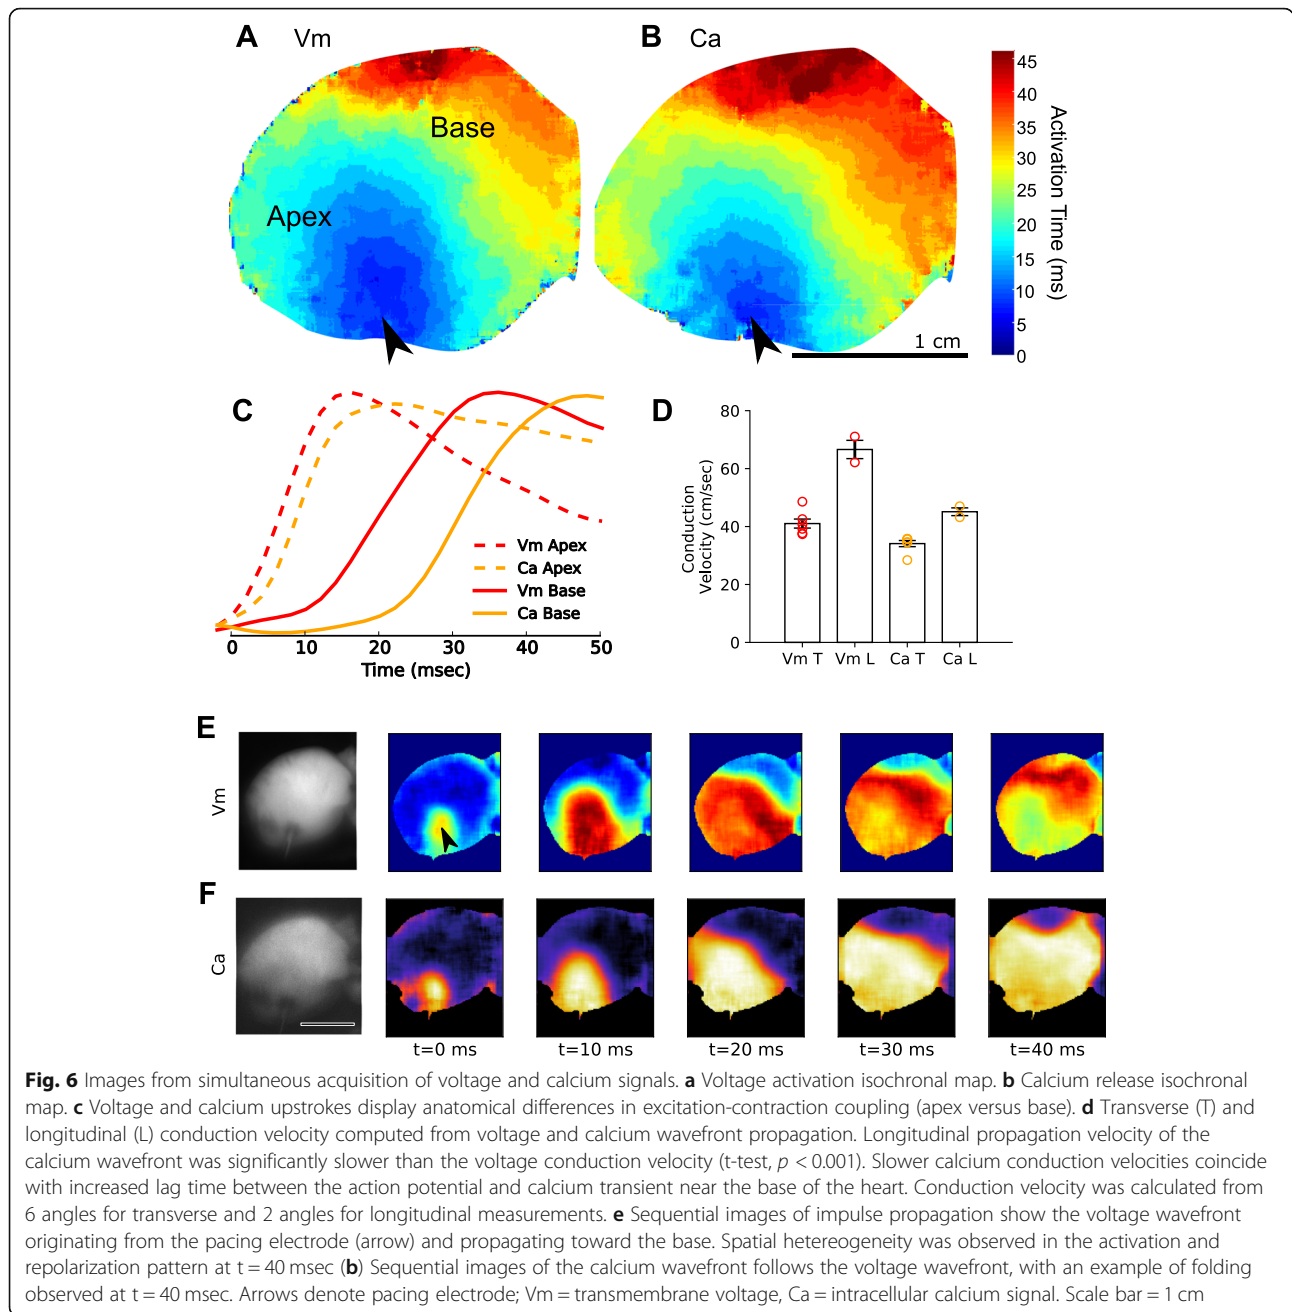 A Vm
B Ca
Base
Apex
1 cm
45
40
35
30
25
20
15
10
5
0
Activation Time (ms)
C
Vm Apex
Ca Apex
Vm Base
Ca Base
0 10 20 30 40 50
Time (msec)
D
80
60
40
20
0
Conduction
Velocity (cm/sec)
Vm T Vm L Ca T Ca L
E
Vm
F
Ca
t=0 ms t=10 ms t=20 ms t=30 ms t=40 ms
Fig. 6 Images from simultaneous acquisition of voltage and calcium signals. a Voltage activation isochronal map. b Calcium release isochronal
map. c Voltage and calcium upstrokes display anatomical differences in excitation-contraction coupling (apex versus base). d Transverse (T) and
longitudinal (L) conduction velocity computed from voltage and calcium wavefront propagation. Longitudinal propagation velocity of the
calcium wavefront was significantly slower than the voltage conduction velocity (t-test, p < 0.001). Slower calcium conduction velocities coincide
with increased lag time between the action potential and calcium transient near the base of the heart. Conduction velocity was calculated from
6 angles for transverse and 2 angles for longitudinal measurements. e Sequential images of impulse propagation show the voltage wavefront
originating from the pacing electrode (arrow) and propagating toward the base. Spatial hetereogeneity was observed in the activation and
repolarization pattern at t = 40 msec (b) Sequential images of the calcium wavefront follows the voltage wavefront, with an example of folding
observed at t = 40 msec. Arrows denote pacing electrode; Vm = transmembrane voltage, Ca = intracellular calcium signal. Scale bar = 1 cm